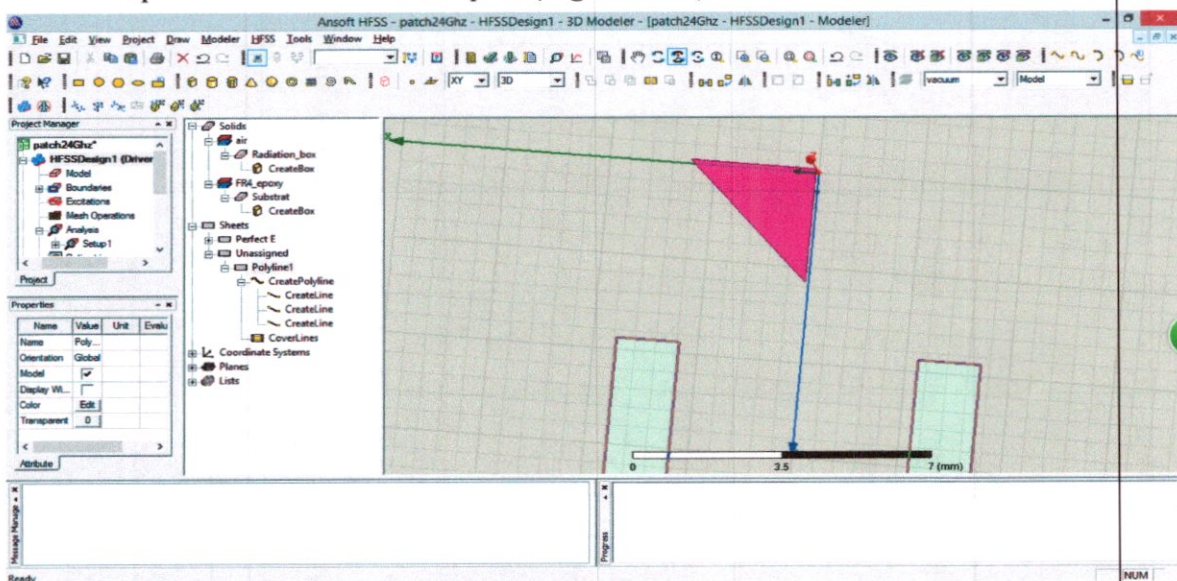 Ansoft HFSS - patch24Ghz - HFSSDesign1 - 3D Modeler - [patch24Ghz - HFSSDesign1 - Modeler]
File Edit View Project Draw Modeler HFSS Tools Window Help
XY 3D vacuum Model
Project Manager
patch24Ghz*
HFSSDesign1 (Driver
Model
Boundaries
Excitations
Mesh Operations
Analysis
Setup1
Project
Properties
Name Value Unit Evalu
Name Poly...
Orientation Global
Model
Display Wi...
Color Edit
Transparent 0
Attribute
Solids
air
Radiation_box
CreateBox
FR4_epoxy
Substrat
CreateBox
Sheets
Perfect E
Unassigned
Polyline1
CreatePolyline
CreateLine
CreateLine
CreateLine
CoverLines
Coordinate Systems
Planes
Lists
0 3.5 7 (mm)
Message Manage
Progress
Ready
NUM